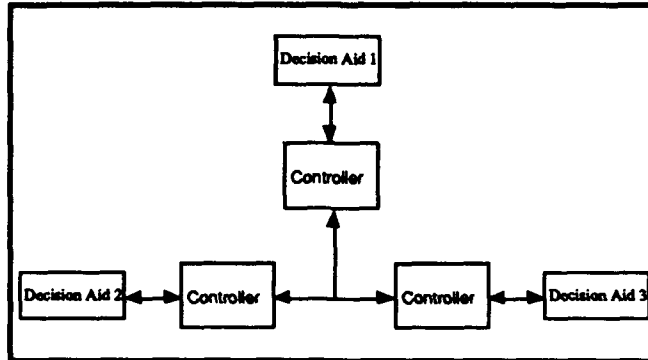 Decision Aid 1
Controller
Decision Aid 2
Controller
Controller
Decision Aid 3